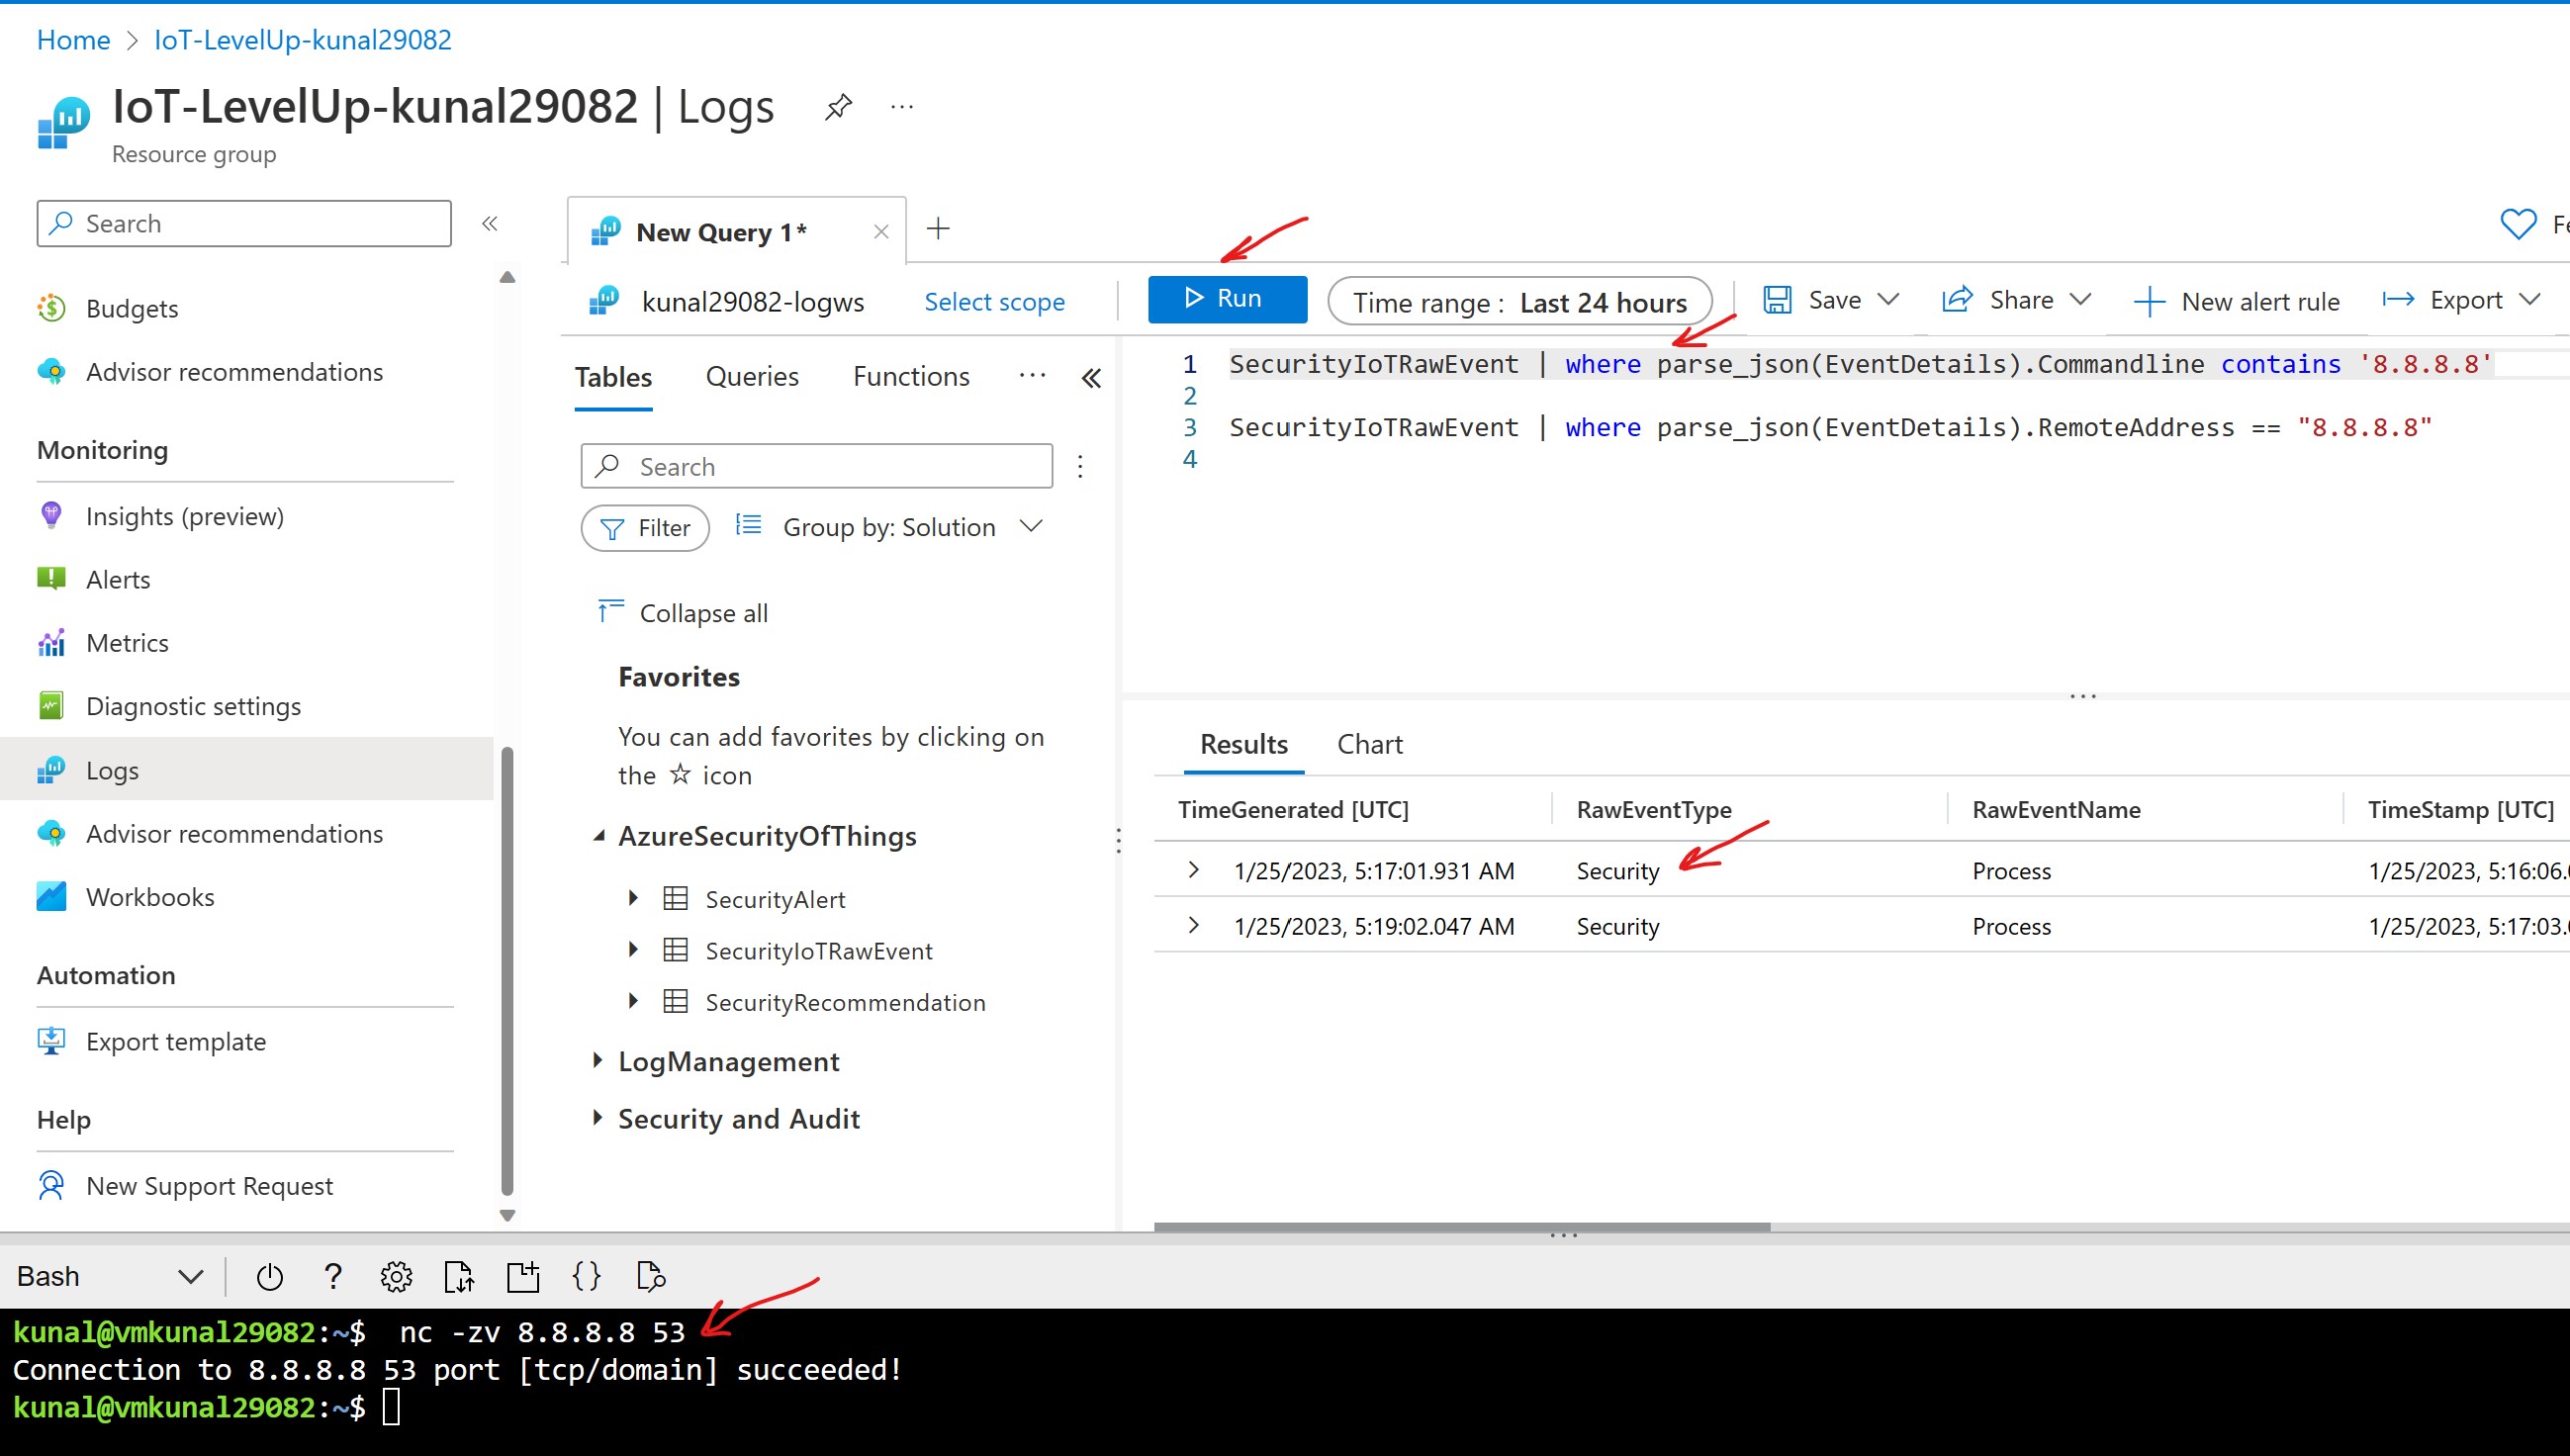 Home > IoT-LevelUp-kunal29082
IoT-LevelUp-kunal29082 | Logs ...
Resource group
Search
Budgets
Advisor recommendations
Monitoring
Insights (preview)
Alerts
Metrics
Diagnostic settings
Logs
Advisor recommendations
Workbooks
Automation
Export template
Help
New Support Request
New Query 1*
Fe
kunal29082-logws
Select scope
Run
Time range : Last 24 hours
Save
Share
New alert rule
Export
Tables
Queries
Functions
...
Search
Filter
Group by: Solution
Collapse all
Favorites
You can add favorites by clicking on
the ☆ icon
AzureSecurityOfThings
SecurityAlert
SecurityIoTRawEvent
SecurityRecommendation
LogManagement
Security and Audit
1 SecurityIoTRawEvent | where parse_json(EventDetails).Commandline contains '8.8.8.8'
2
3 SecurityIoTRawEvent | where parse_json(EventDetails).RemoteAddress == "8.8.8.8"
4
Results
Chart
TimeGenerated [UTC] RawEventType RawEventName TimeStamp [UTC]
1/25/2023, 5:17:01.931 AM Security Process 1/25/2023, 5:16:06.0
1/25/2023, 5:19:02.047 AM Security Process 1/25/2023, 5:17:03.0
Bash
?
{}
kunal@vmkunal29082:~$ nc -zv 8.8.8.8 53
Connection to 8.8.8.8 53 port [tcp/domain] succeeded!
kunal@vmkunal29082:~$